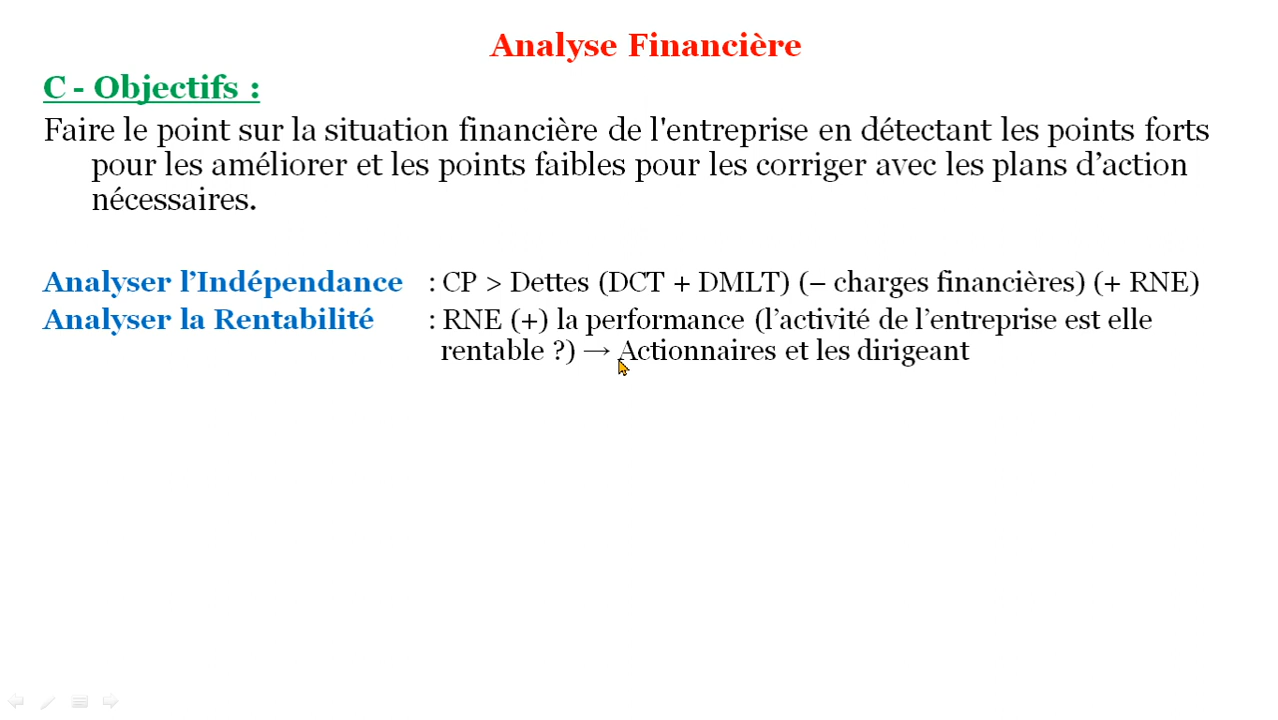 Analyse Financière
C - Objectifs :
Faire le point sur la situation financière de l'entreprise en détectant les points forts
pour les améliorer et les points faibles pour les corriger avec les plans d’action
nécessaires.
Analyser l’Indépendance : CP > Dettes (DCT + DMLT) (– charges financières) (+ RNE)
Analyser la Rentabilité : RNE (+) la performance (l’activité de l’entreprise est elle
rentable ?) → Actionnaires et les dirigeant